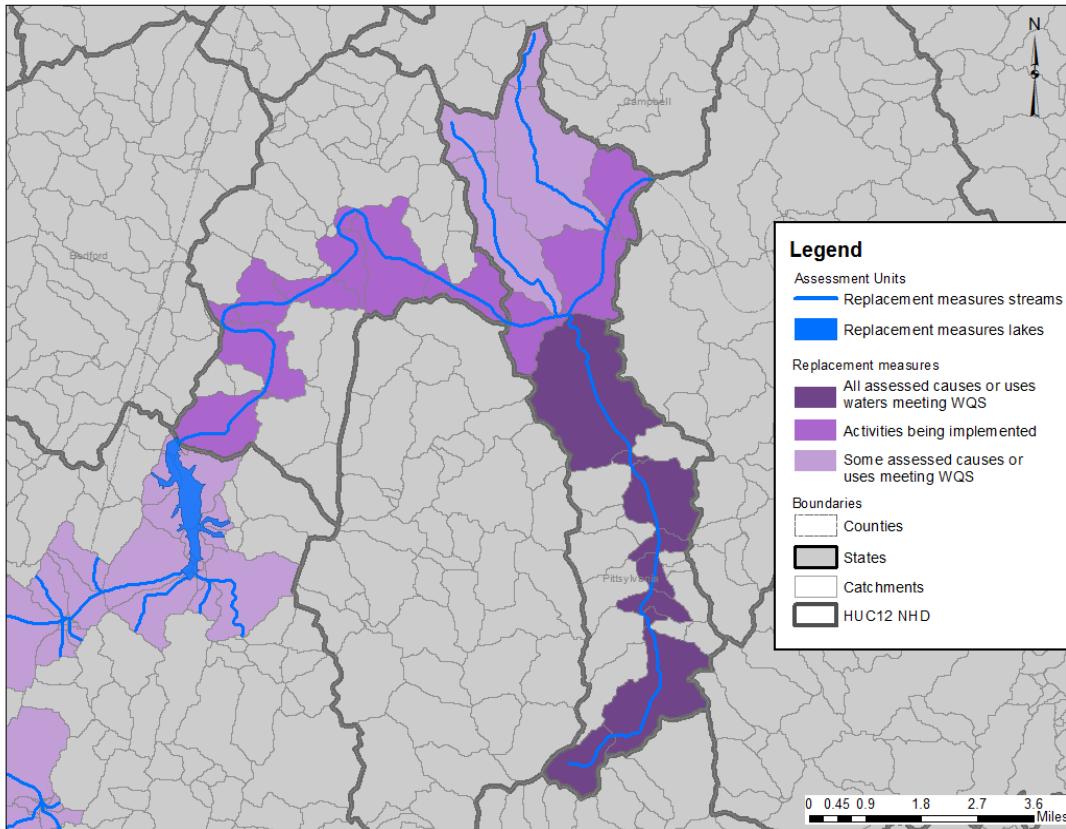 N
Campbell
Bedford
Pittsylvania
Legend
Assessment Units
Replacement measures streams
Replacement measures lakes
Replacement measures
All assessed causes or uses
waters meeting WQS
Activities being implemented
Some assessed causes or
uses meeting WQS
Boundaries
Counties
States
Catchments
HUC12 NHD
0 0.45 0.9 1.8 2.7 3.6
Miles